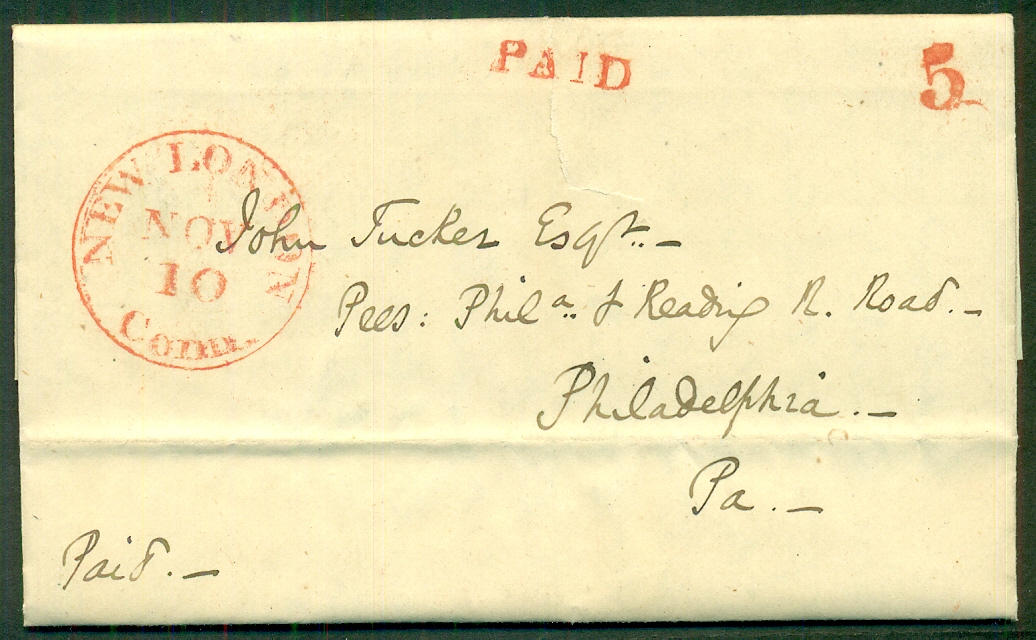 PAID
5
NEW LONDON
NOV
10
Conn.
John Tucker Esqr. —
Pres: Phila. & Reading R. Road. —
Philadelphia. —
Pa. —
Paid. —